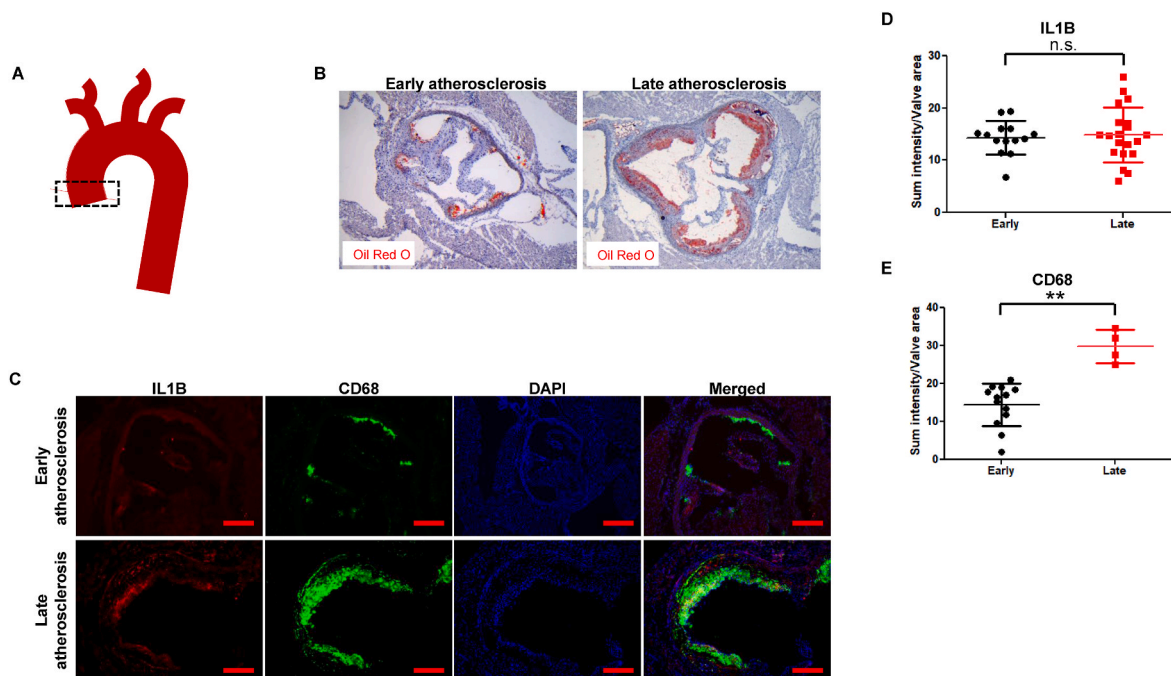 A
B
Early atherosclerosis
Late atherosclerosis
Oil Red O
Oil Red O
C
IL1B
CD68
DAPI
Merged
Early
atherosclerosis
Late
atherosclerosis
D
IL1B
n.s.
Sum intensity/Valve area
30
20
10
0
Early
Late
E
CD68
**
Sum intensity/Valve area
40
30
20
10
0
Early
Late